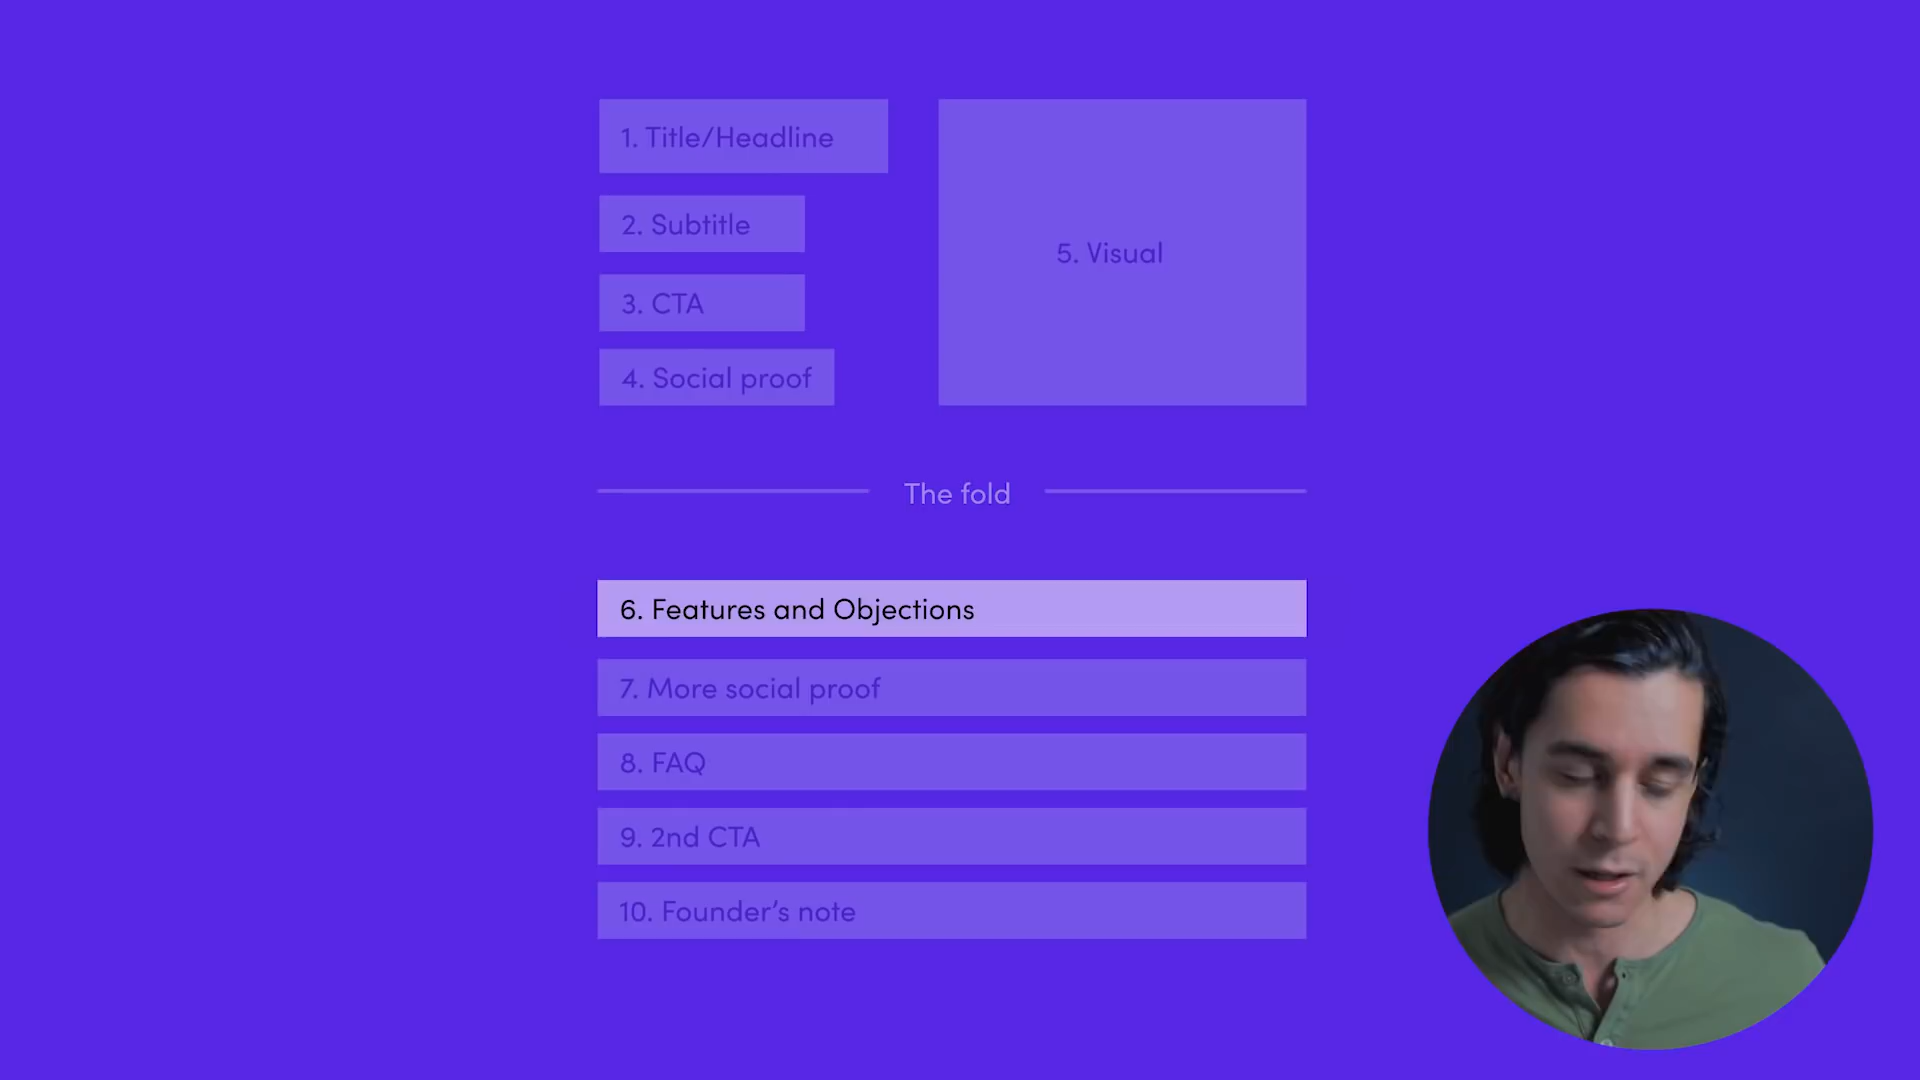 1. Title/Headline
2. Subtitle
3. CTA
4. Social proof
5. Visual
The fold
6. Features and Objections
7. More social proof
8. FAQ
9. 2nd CTA
10. Founder’s note